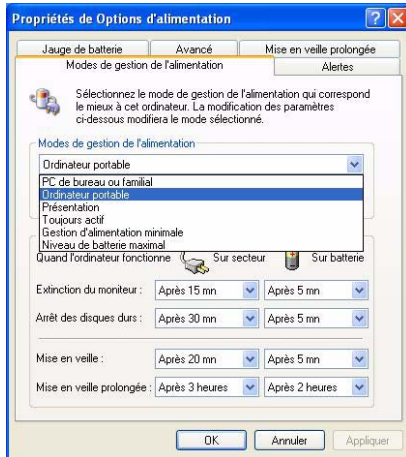 Propriétés de Options d'alimentation
Jauge de batterie Avancé Mise en veille prolongée
Modes de gestion de l'alimentation Alertes
Sélectionnez le mode de gestion de l'alimentation qui correspond
le mieux à cet ordinateur. La modification des paramètres
ci-dessous modifiera le mode sélectionné.
Modes de gestion de l'alimentation
Ordinateur portable
PC de bureau ou familial
Ordinateur portable
Présentation
Toujours actif
Gestion d'alimentation minimale
Niveau de batterie maximal
Quand l'ordinateur fonctionne Sur secteur Sur batterie
Extinction du moniteur : Après 15 mn Après 5 mn
Arrêt des disques durs : Après 30 mn Après 5 mn
Mise en veille : Après 20 mn Après 5 mn
Mise en veille prolongée : Après 3 heures Après 2 heures
OK Annuler Appliquer